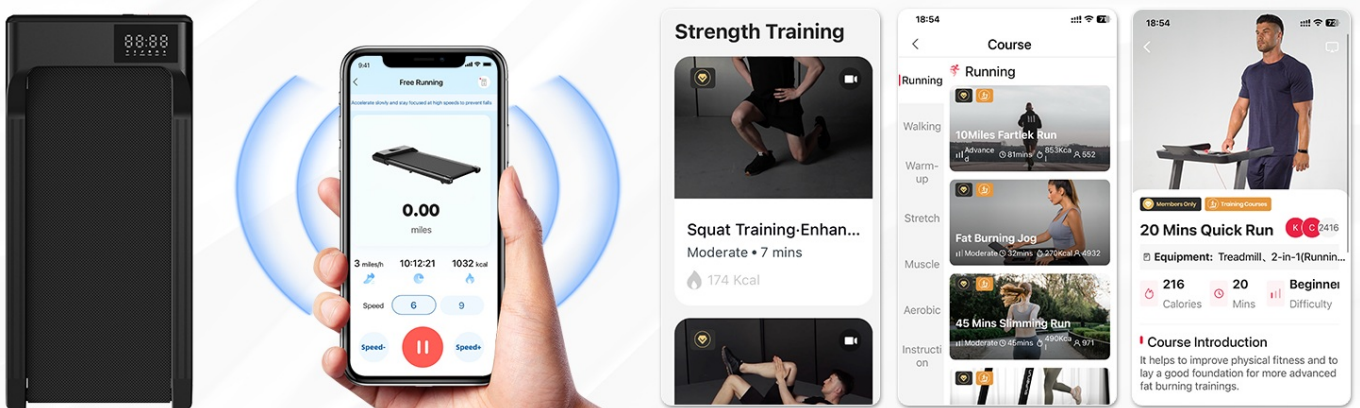 88:88
9:41
Free Running
Accelerate slowly and stay focused at high speeds to prevent falls
0.00
miles
3 miles/h
10:12:21
1032 kcal
Speed
6
9
Speed-
Speed+
Strength Training
Squat Training·Enhan...
Moderate • 7 mins
174 Kcal
18:54
Course
Running
Walking
Warm-
up
Stretch
Muscle
Aerobic
Instructi
on
Running
10Miles Fartlek Run
Advance
d
81mins
853Kca
l
552
Fat Burning Jog
Moderate
32mins
270Kcal
4932
45 Mins Slimming Run
Moderate
45mins
490Kca
l
971
18:54
Members Only
Training Courses
20 Mins Quick Run
K
C
2416
Equipment: Treadmill、2-in-1(Runnin...
216
Calories
20
Mins
Beginner
Difficulty
Course Introduction
It helps to improve physical fitness and to
lay a good foundation for more advanced
fat burning trainings.